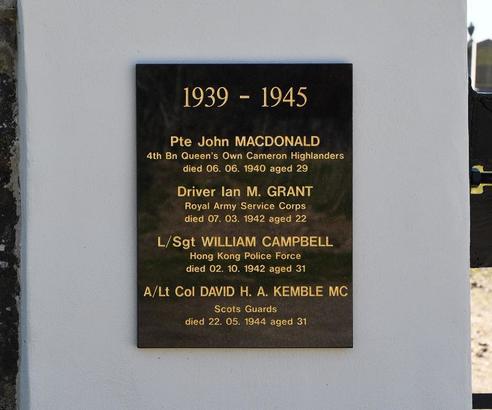 1939 - 1945
Pte John MACDONALD
4th Bn Queen's Own Cameron Highlanders
died 06. 06. 1940 aged 29
Driver Ian M. GRANT
Royal Army Service Corps
died 07. 03. 1942 aged 22
L/Sgt WILLIAM CAMPBELL
Hong Kong Police Force
died 02. 10. 1942 aged 31
A/Lt Col DAVID H. A. KEMBLE MC
Scots Guards
died 22. 05. 1944 aged 31